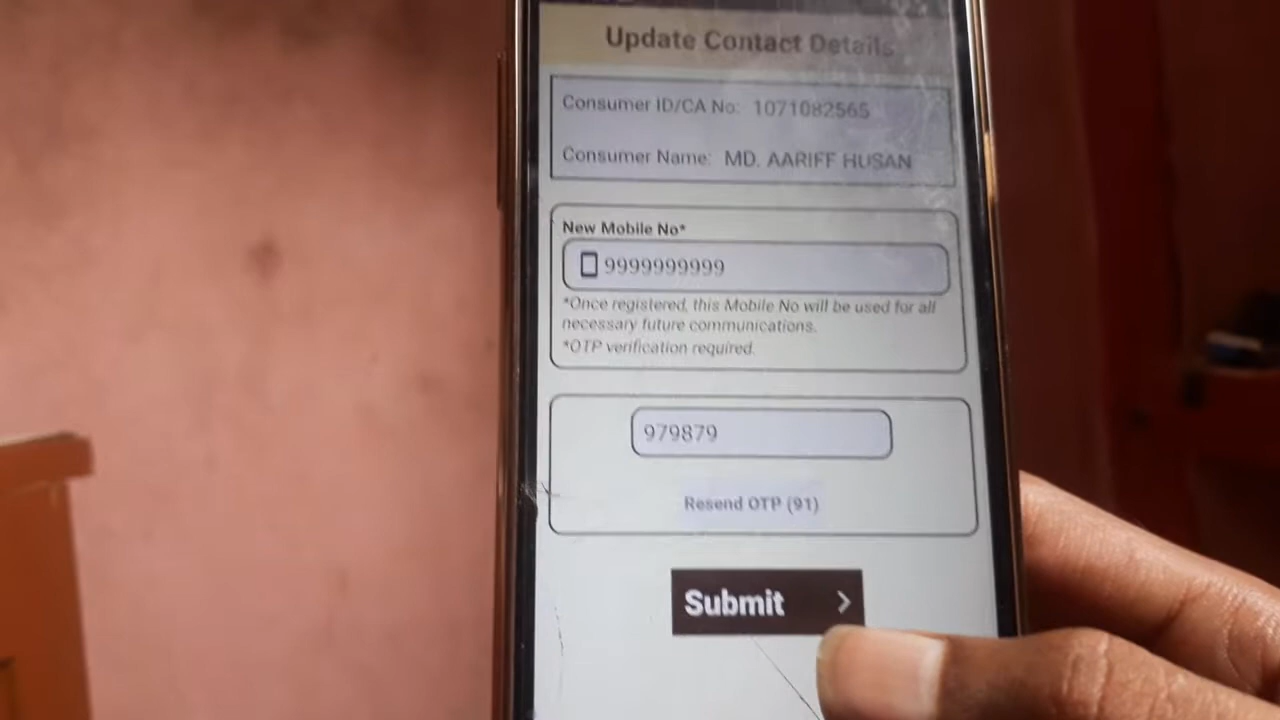 Update Contact Details
Consumer ID/CA No: 1071082565
Consumer Name: MD. AARIFF HUSAN
New Mobile No*
9999999999
*Once registered, this Mobile No will be used for all
necessary future communications.
*OTP verification required.
979879
Resend OTP (91)
Submit >